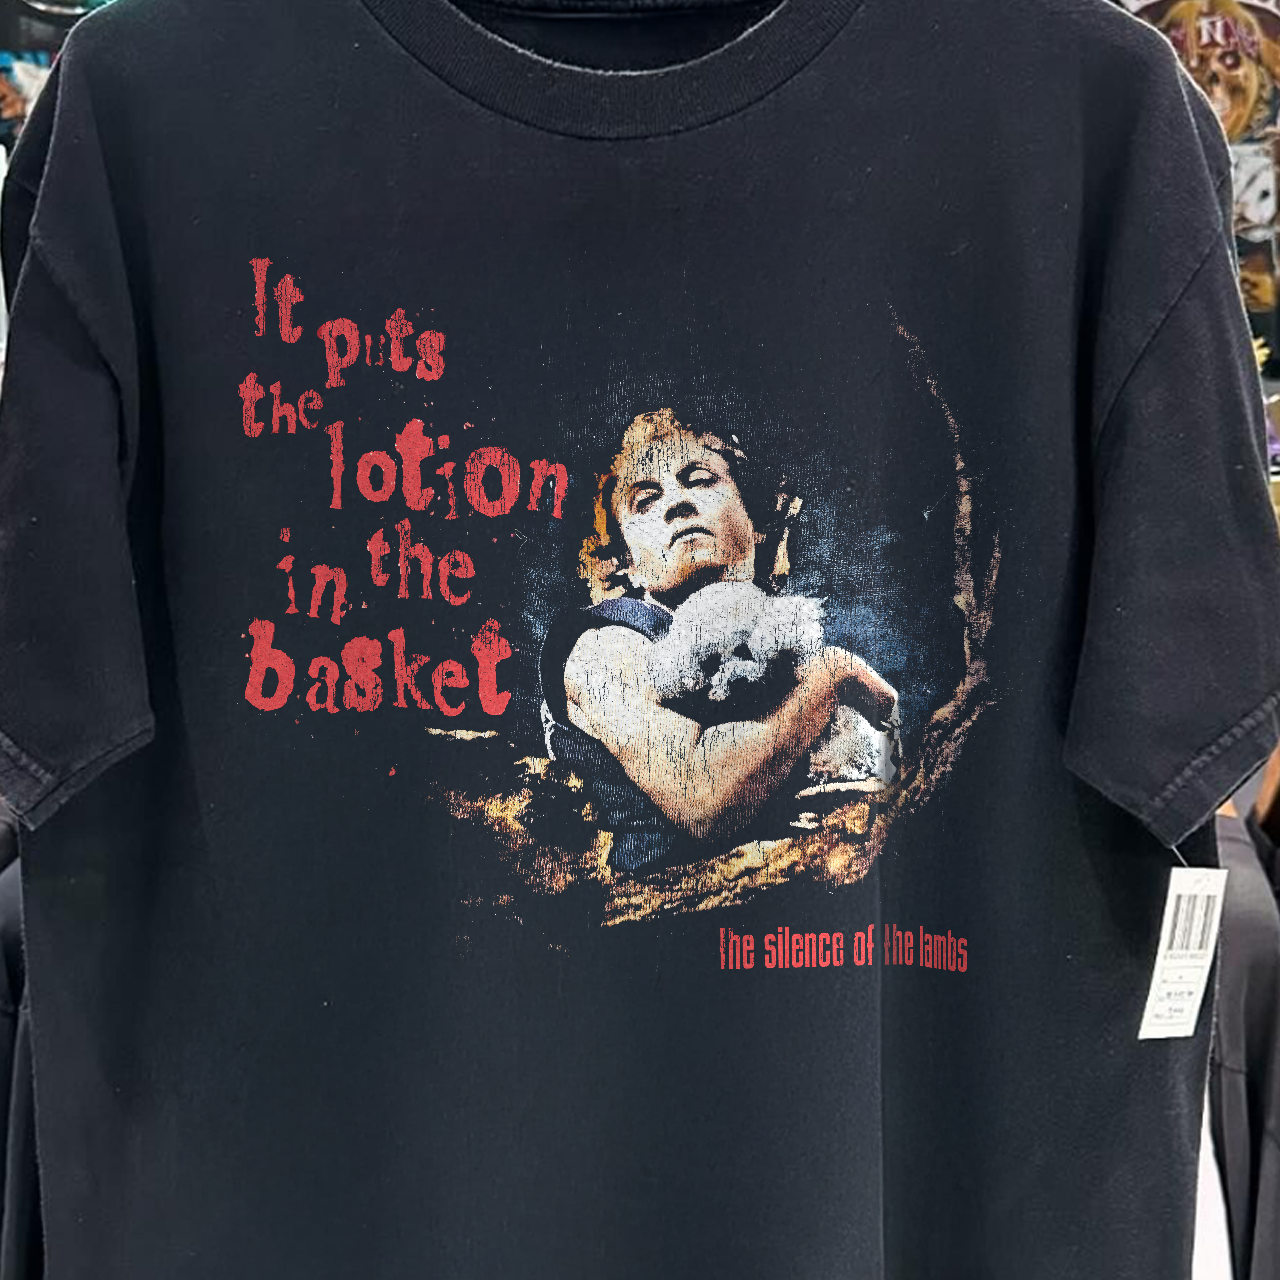 It
puts
the
lotion
in the
basket
The silence of the lambs